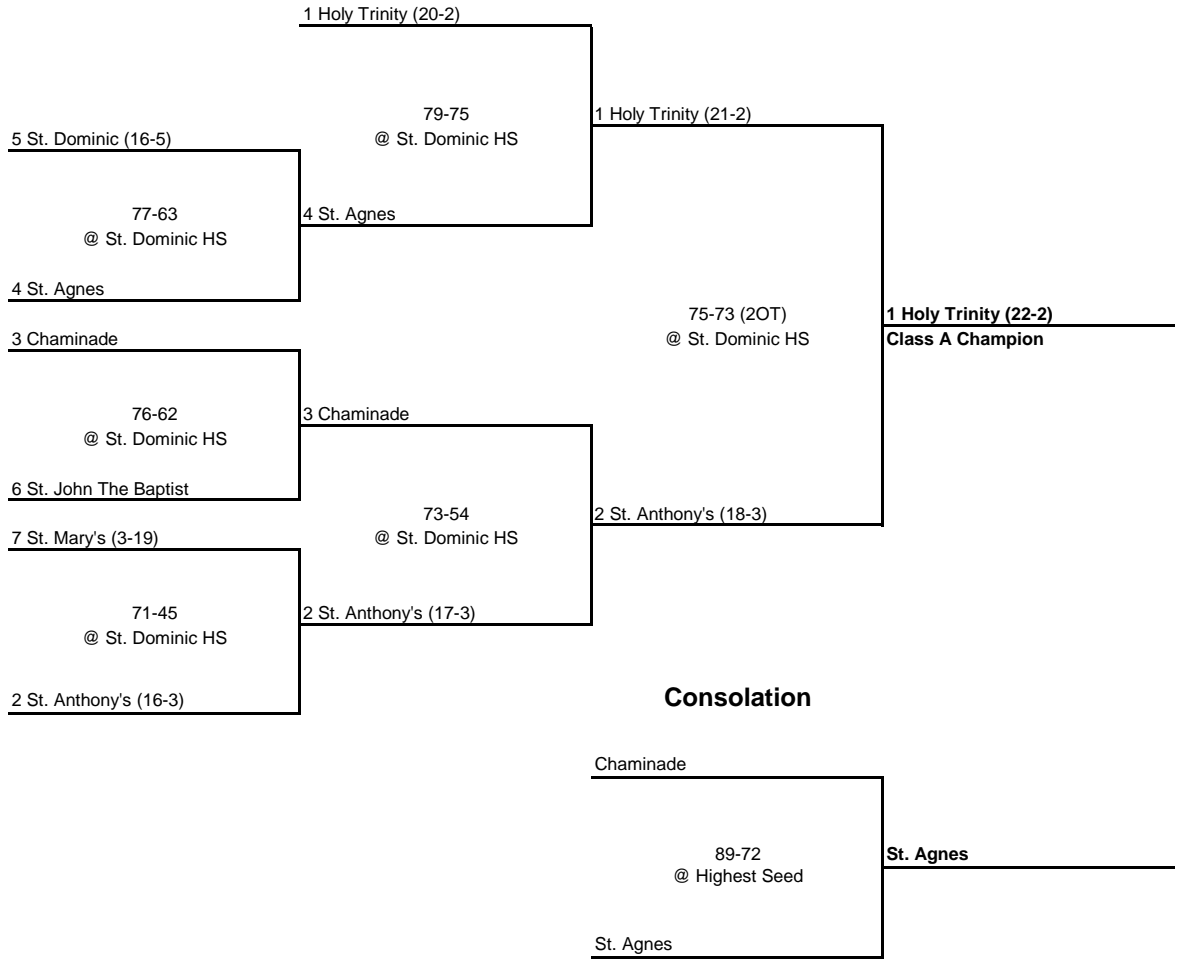 1 Holy Trinity (20-2)
79-75
@ St. Dominic HS
1 Holy Trinity (21-2)
5 St. Dominic (16-5)
77-63
@ St. Dominic HS
4 St. Agnes
4 St. Agnes
75-73 (2OT)
@ St. Dominic HS
1 Holy Trinity (22-2)
Class A Champion
3 Chaminade
76-62
@ St. Dominic HS
3 Chaminade
6 St. John The Baptist
73-54
@ St. Dominic HS
2 St. Anthony's (18-3)
7 St. Mary's (3-19)
71-45
@ St. Dominic HS
2 St. Anthony's (17-3)
2 St. Anthony's (16-3)
Consolation
Chaminade
89-72
@ Highest Seed
St. Agnes
St. Agnes